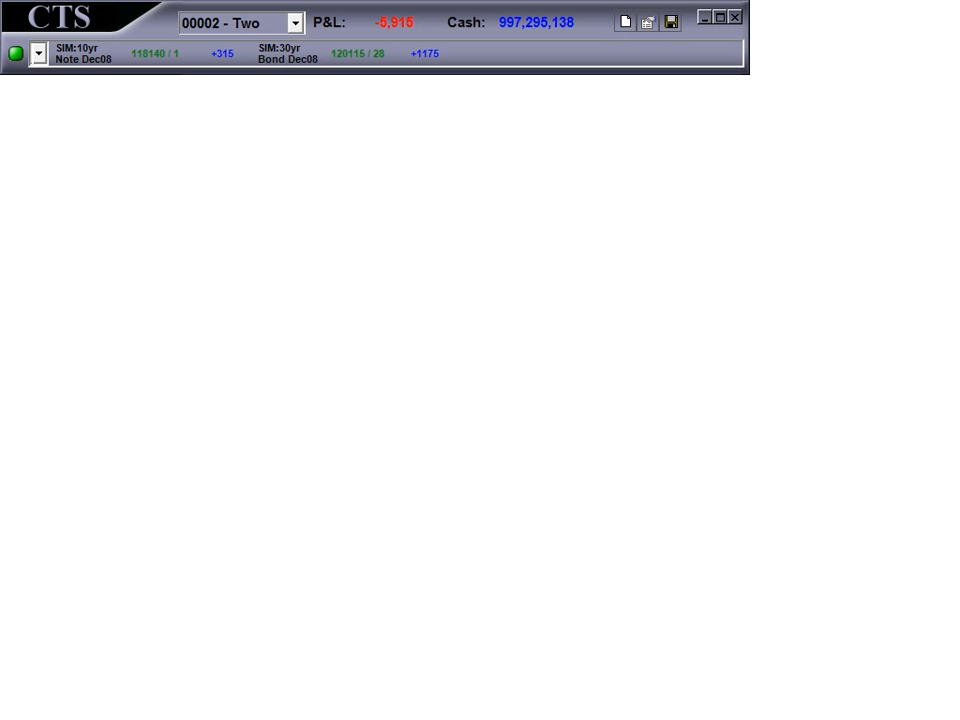 CTS 00002 - Two P&L: -5,915 Cash: 997,295,138
SIM:10yr 118140 / 1 +315 SIM:30yr 120115 / 28 +1175
Note Dec08 Bond Dec08